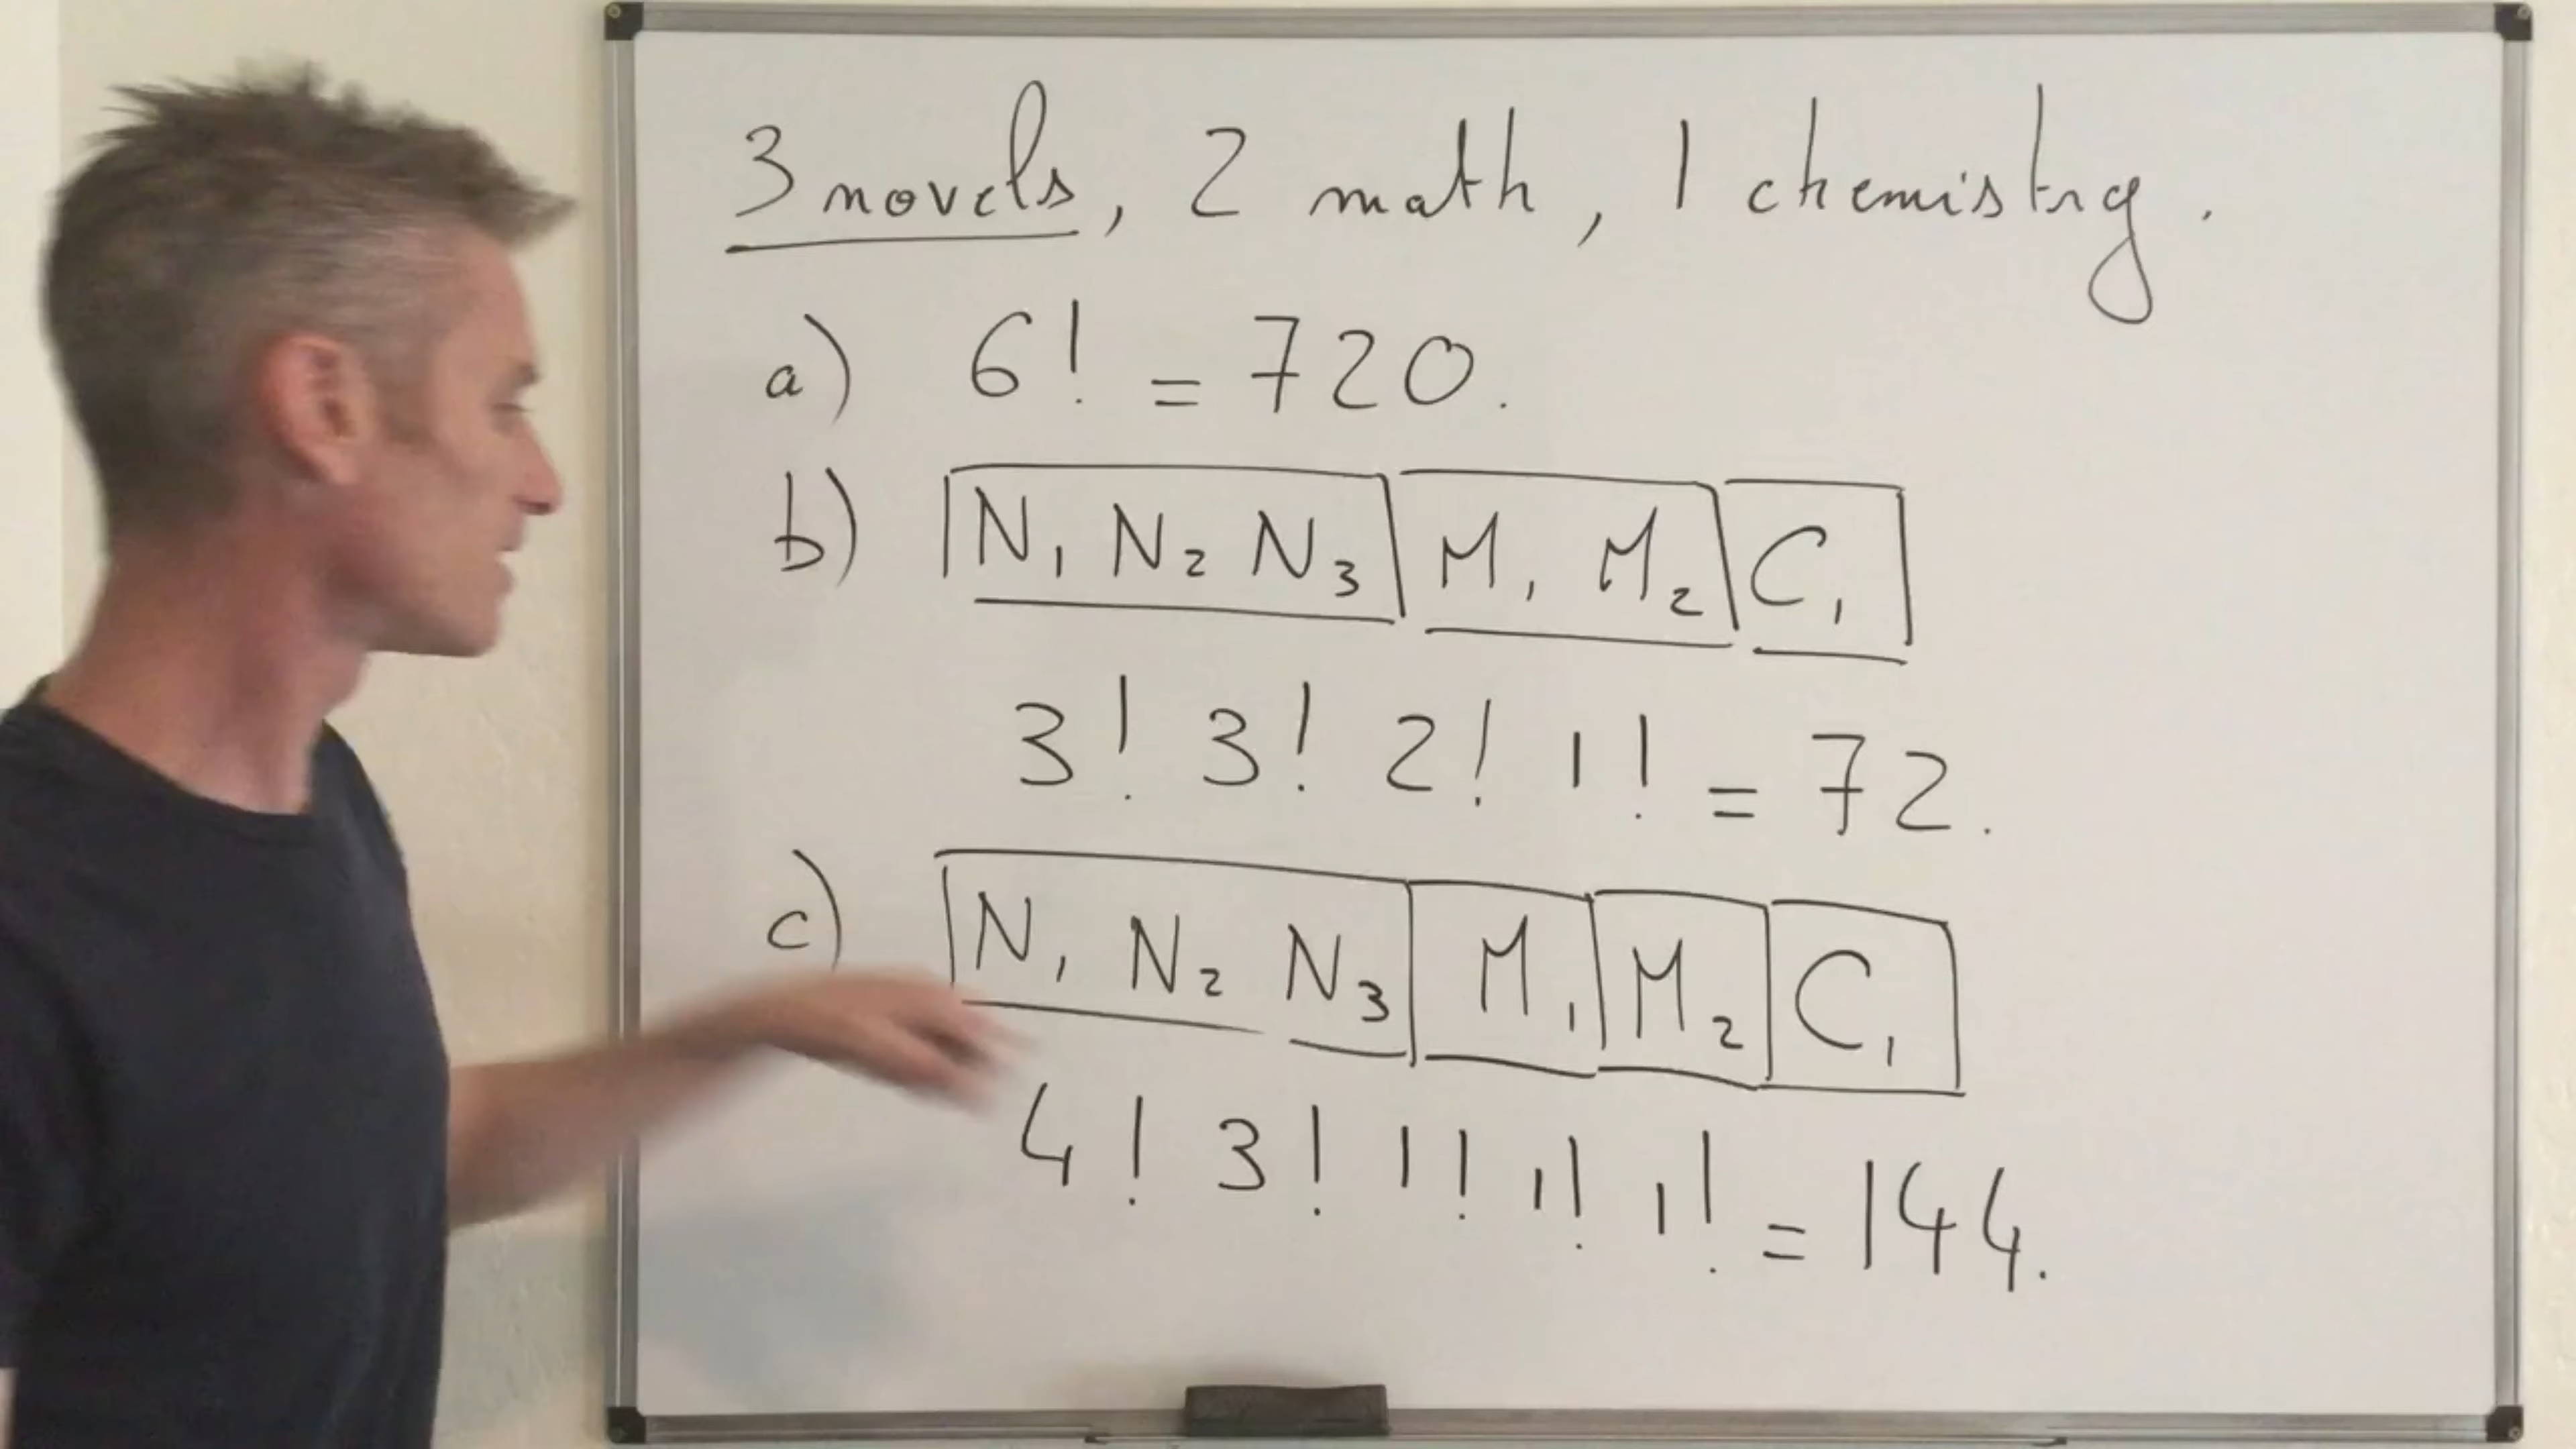 3 novels, 2 math, 1 chemistry.
a) 6! = 720.
b) N₁ N₂ N₃ M₁ M₂ C₁
3! 3! 2! 1! = 72.
c) N₁ N₂ N₃ M₁ M₂ C₁
4! 3! 1! 1! 1! = 144.